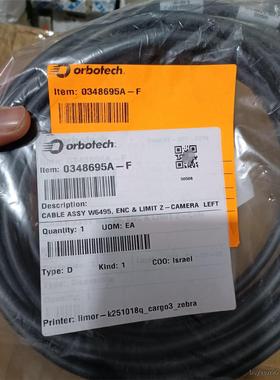 orbotech.
Item: 0348695A-F
orbotech.
Item: 0348695A-F
Description:
CABLE ASSY W6495, ENC & LIMIT Z-CAMERA LEFT
Quantity: 1 UOM: EA
Type: D Kind: 1 COO: Israel
Printer: limor-k251018q_cargo3_zebra